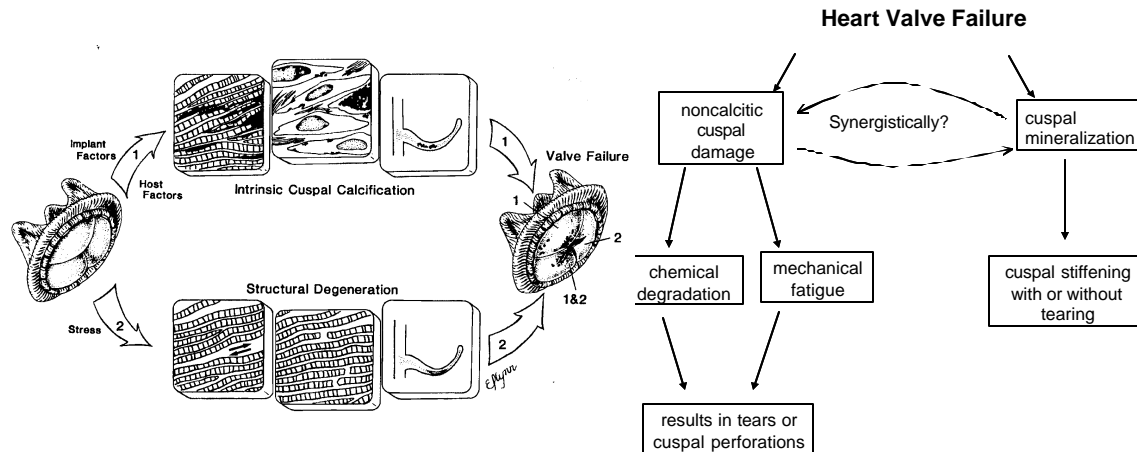 Heart Valve Failure
Implant
Factors
1
Host
Factors
Intrinsic Cuspal Calcification
1
Valve Failure
1
2
1&2
Structural Degeneration
Stress
2
2
noncalcitic
cuspal
damage
Synergistically?
cuspal
mineralization
chemical
degradation
mechanical
fatigue
cuspal stiffening
with or without
tearing
results in tears or
cuspal perforations